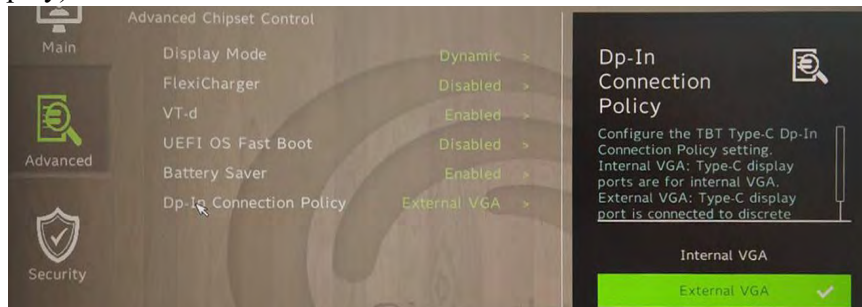 Advanced Chipset Control
Main
Advanced
Security
Display Mode Dynamic >
FlexiCharger Disabled >
VT-d Enabled >
UEFI OS Fast Boot Disabled >
Battery Saver Enabled >
Dp-In Connection Policy External VGA >
Dp-In
Connection
Policy
Configure the TBT Type-C Dp-In
Connection Policy setting.
Internal VGA: Type-C display
ports are for internal VGA.
External VGA: Type-C display
port is connected to discrete
Internal VGA
External VGA